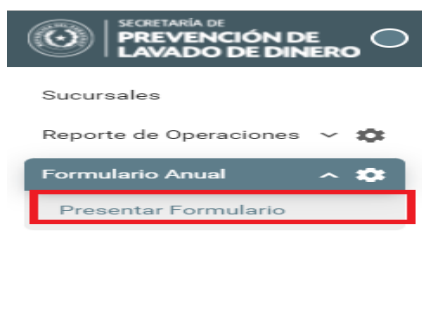 SECRETARÍA DE
PREVENCIÓN DE
LAVADO DE DINERO
Sucursales
Reporte de Operaciones
Formulario Anual
Presentar Formulario